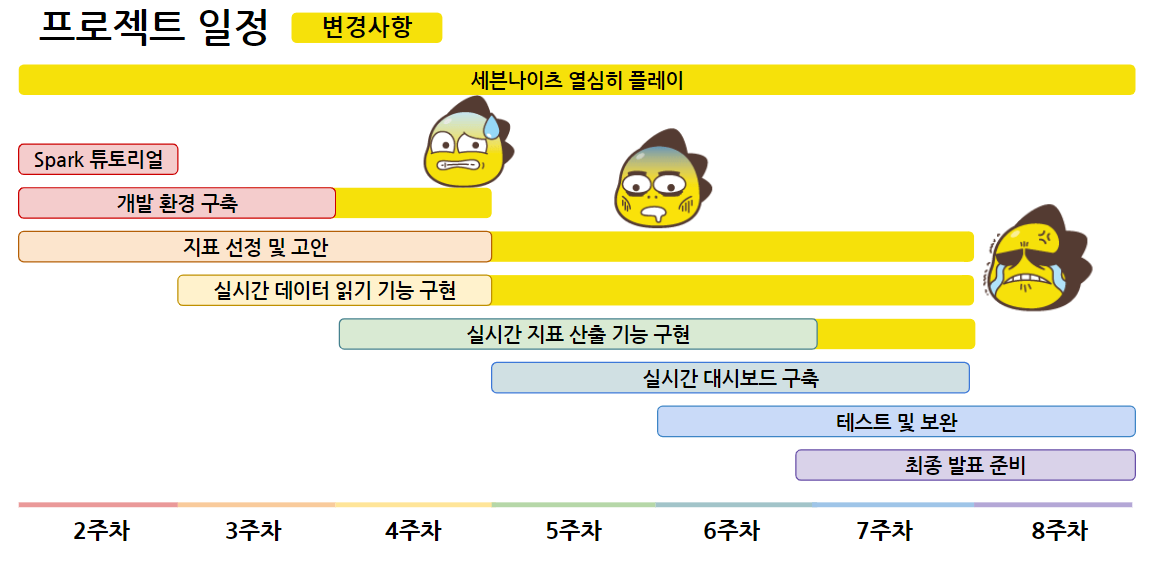 프로젝트 일정
변경사항
세븐나이츠 열심히 플레이
Spark 튜토리얼
개발 환경 구축
지표 선정 및 고안
실시간 데이터 읽기 기능 구현
실시간 지표 산출 기능 구현
실시간 대시보드 구축
테스트 및 보완
최종 발표 준비
2주차 3주차 4주차 5주차 6주차 7주차 8주차